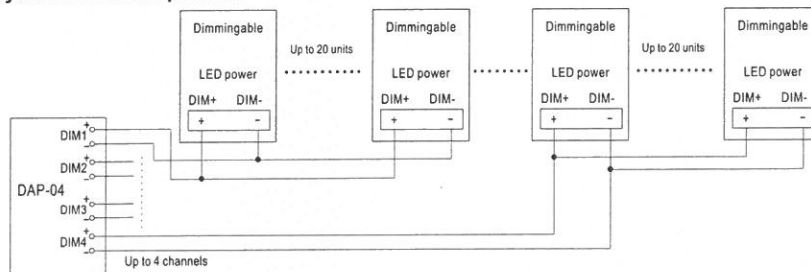 Dimmingable Dimmingable Dimmingable Dimmingable
Up to 20 units Up to 20 units
LED power LED power LED power LED power
DIM+ DIM- DIM+ DIM- DIM+ DIM- DIM+ DIM-
+ - + - + - + -
DAP-04
+ DIM1 -
+ DIM2 -
+ DIM3 -
+ DIM4 -
Up to 4 channels